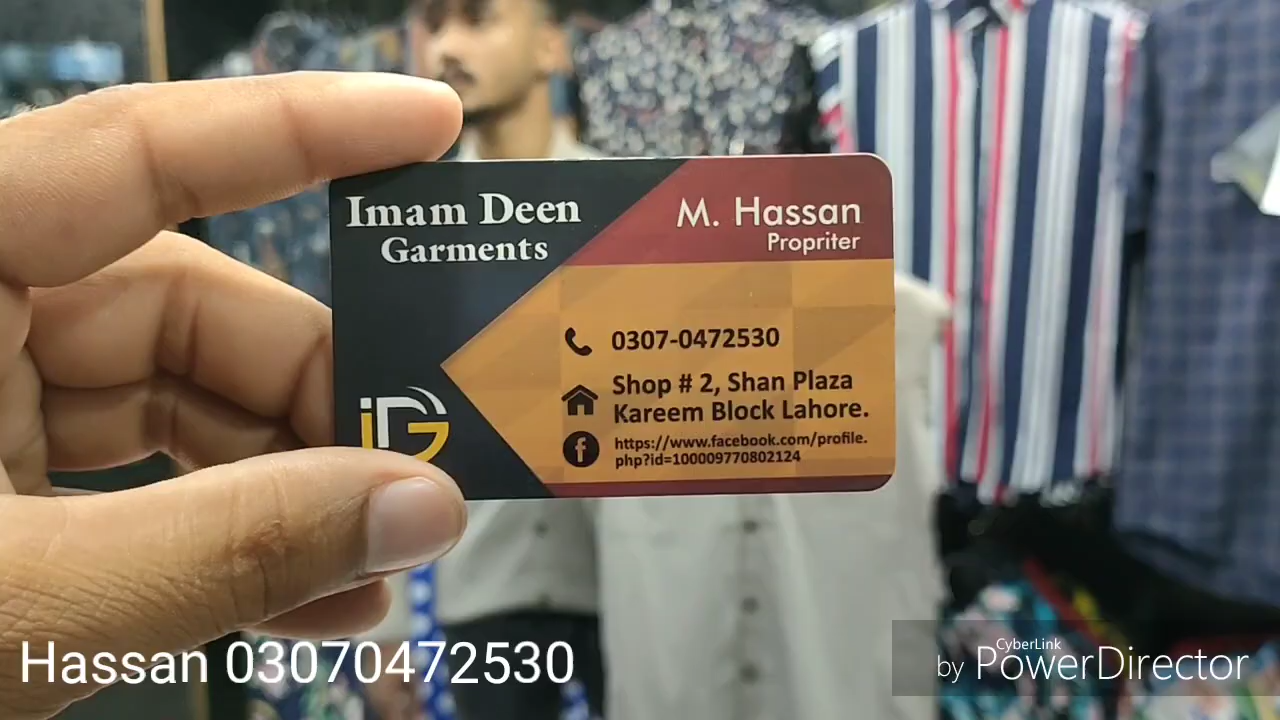 Imam Deen
Garments
M. Hassan
Propriter
0307-0472530
Shop # 2, Shan Plaza
Kareem Block Lahore.
https://www.facebook.com/profile.
php?id=100009770802124
Hassan 03070472530
CyberLink
by PowerDirector